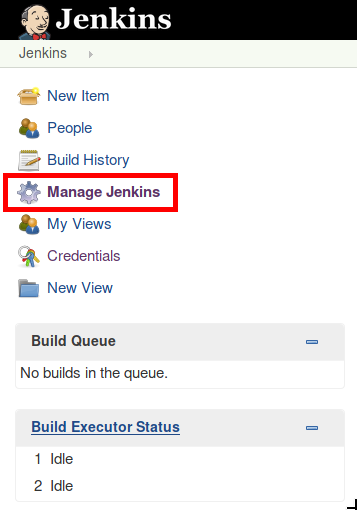 Jenkins
Jenkins
New Item
People
Build History
Manage Jenkins
My Views
Credentials
New View
Build Queue
No builds in the queue.
Build Executor Status
1 Idle
2 Idle